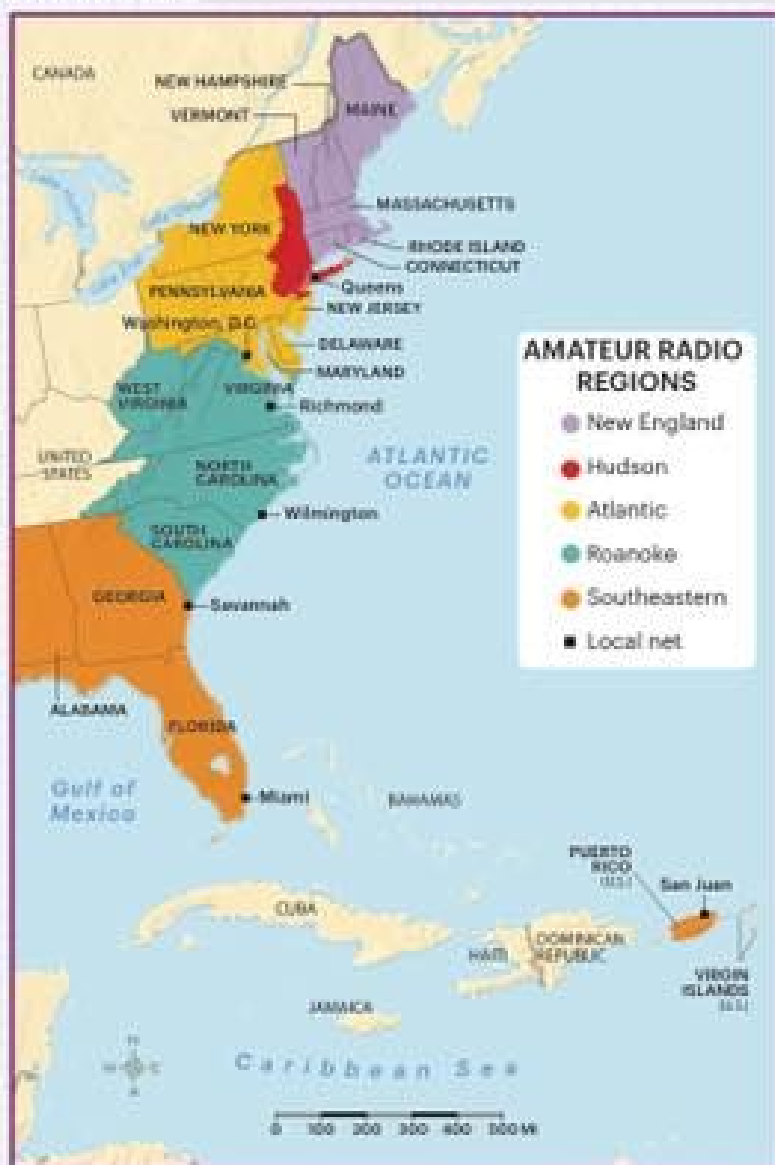 CANADA
NEW HAMPSHIRE
VERMONT
MAINE
MASSACHUSETTS
NEW YORK
RHODE ISLAND
CONNECTICUT
Queens
PENNSYLVANIA
NEW JERSEY
Washington, D.C.
DELAWARE
MARYLAND
WEST
VIRGINIA
VIRGINIA
Richmond
UNITED
STATES
NORTH
CAROLINA
ATLANTIC
OCEAN
Wilmington
SOUTH
CAROLINA
GEORGIA
Savannah
ALABAMA
FLORIDA
Gulf of
Mexico
Miami
BAHAMAS
AMATEUR RADIO
REGIONS
New England
Hudson
Atlantic
Roanoke
Southeastern
Local net
PUERTO
RICO
(U.S.)
San Juan
CUBA
HAITI
DOMINICAN
REPUBLIC
VIRGIN
ISLANDS
(U.S.)
JAMAICA
Caribbean Sea
0 100 200 300 400 500 MI